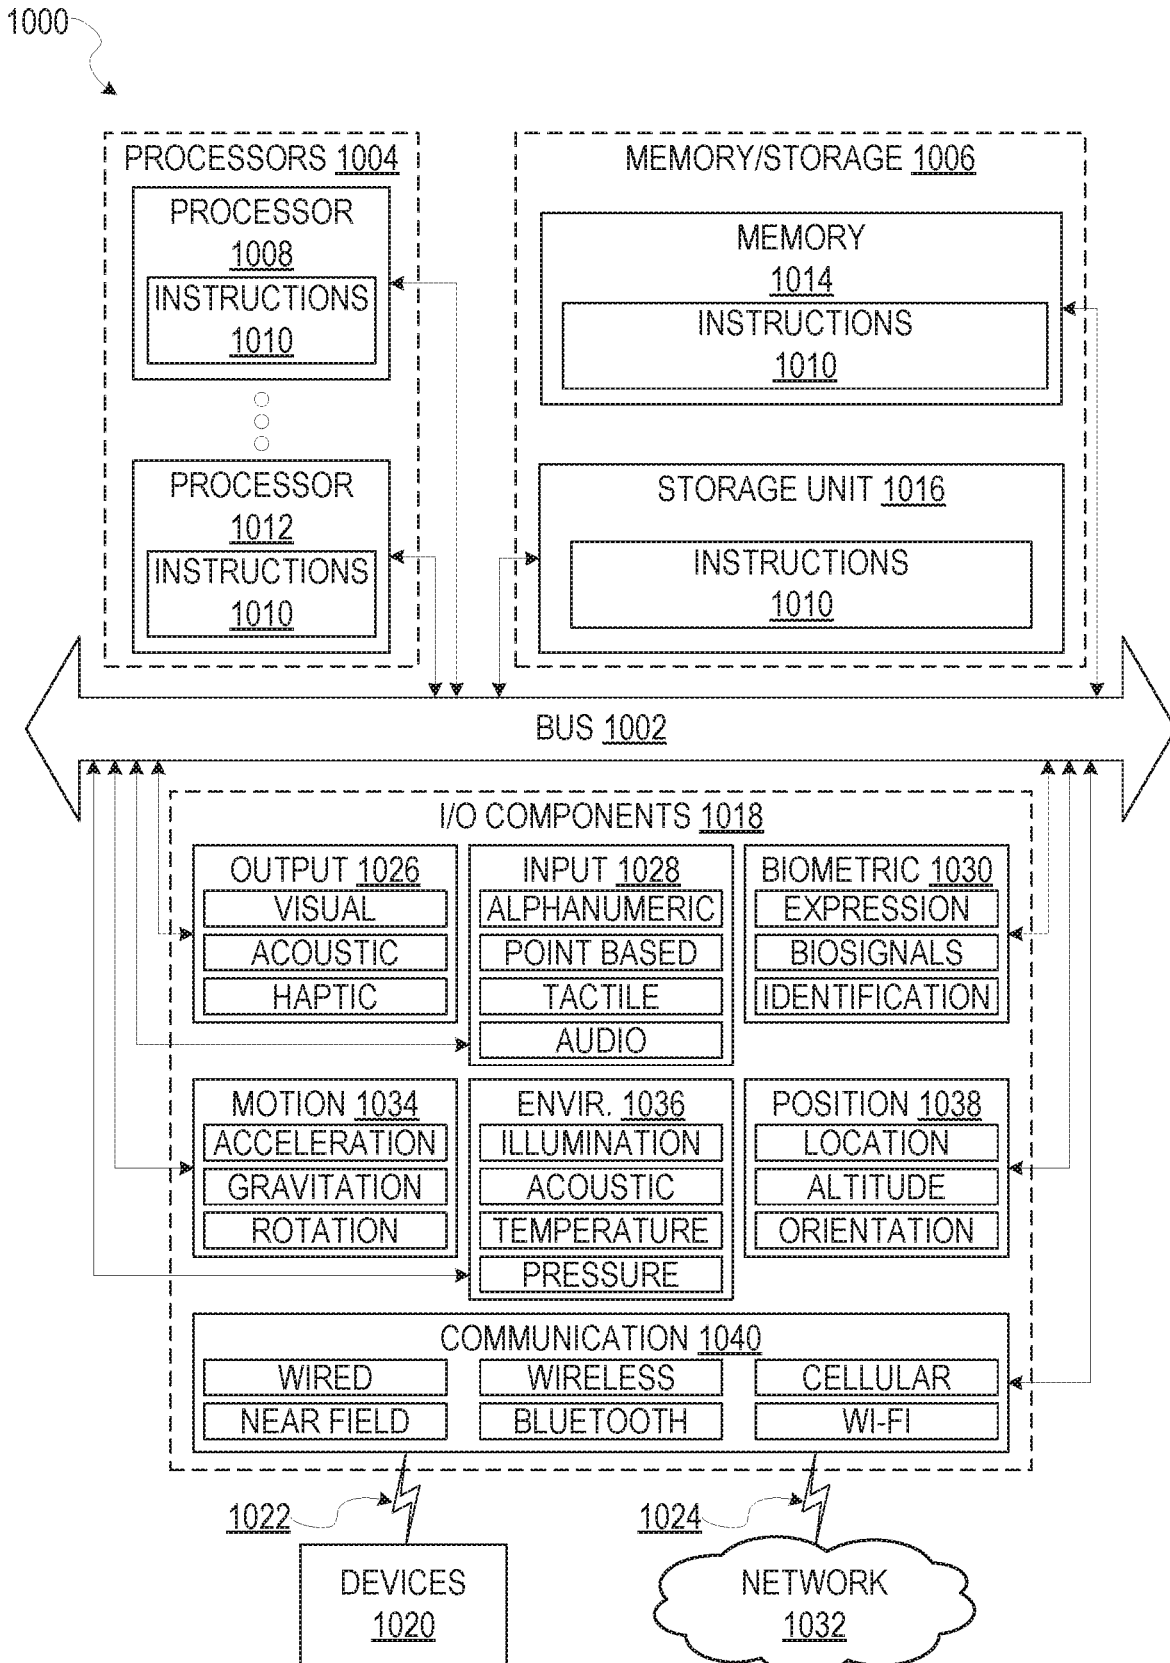 1000
PROCESSORS 1004
PROCESSOR
1008
INSTRUCTIONS
1010
PROCESSOR
1012
INSTRUCTIONS
1010
MEMORY/STORAGE 1006
MEMORY
1014
INSTRUCTIONS
1010
STORAGE UNIT 1016
INSTRUCTIONS
1010
BUS 1002
I/O COMPONENTS 1018
OUTPUT 1026
VISUAL
ACOUSTIC
HAPTIC
INPUT 1028
ALPHANUMERIC
POINT BASED
TACTILE
AUDIO
BIOMETRIC 1030
EXPRESSION
BIOSIGNALS
IDENTIFICATION
MOTION 1034
ACCELERATION
GRAVITATION
ROTATION
ENVIR. 1036
ILLUMINATION
ACOUSTIC
TEMPERATURE
PRESSURE
POSITION 1038
LOCATION
ALTITUDE
ORIENTATION
COMMUNICATION 1040
WIRED
WIRELESS
CELLULAR
NEAR FIELD
BLUETOOTH
WI-FI
1022
1024
DEVICES
1020
NETWORK
1032